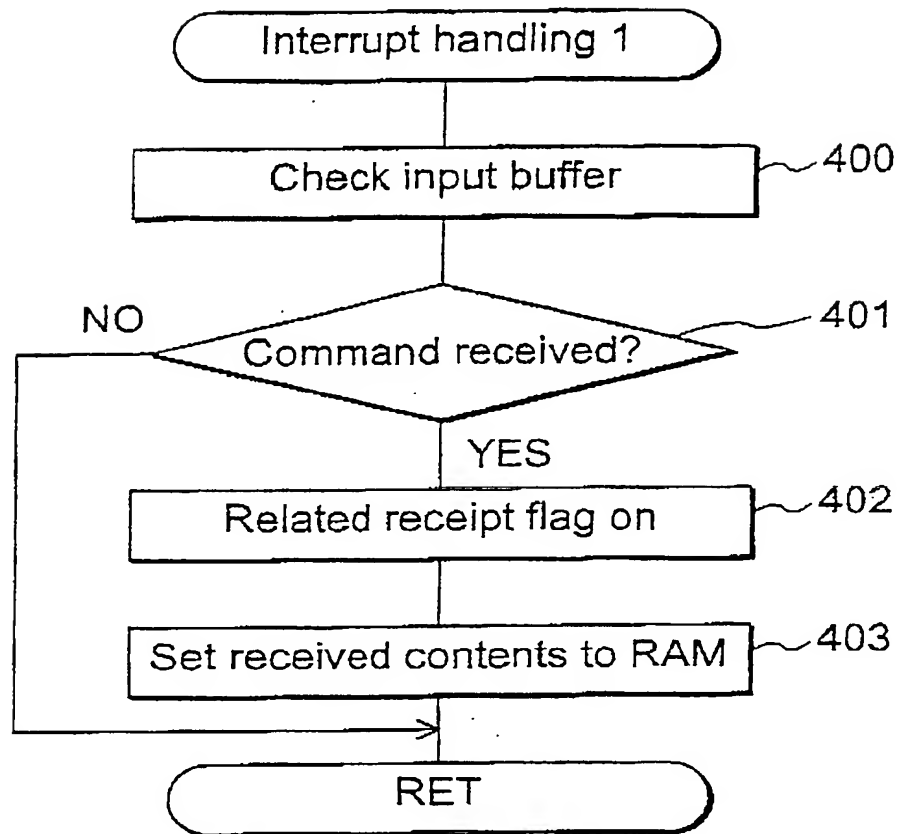 Interrupt handling 1
Check input buffer
400
NO
Command received?
401
YES
Related receipt flag on
402
Set received contents to RAM
403
RET